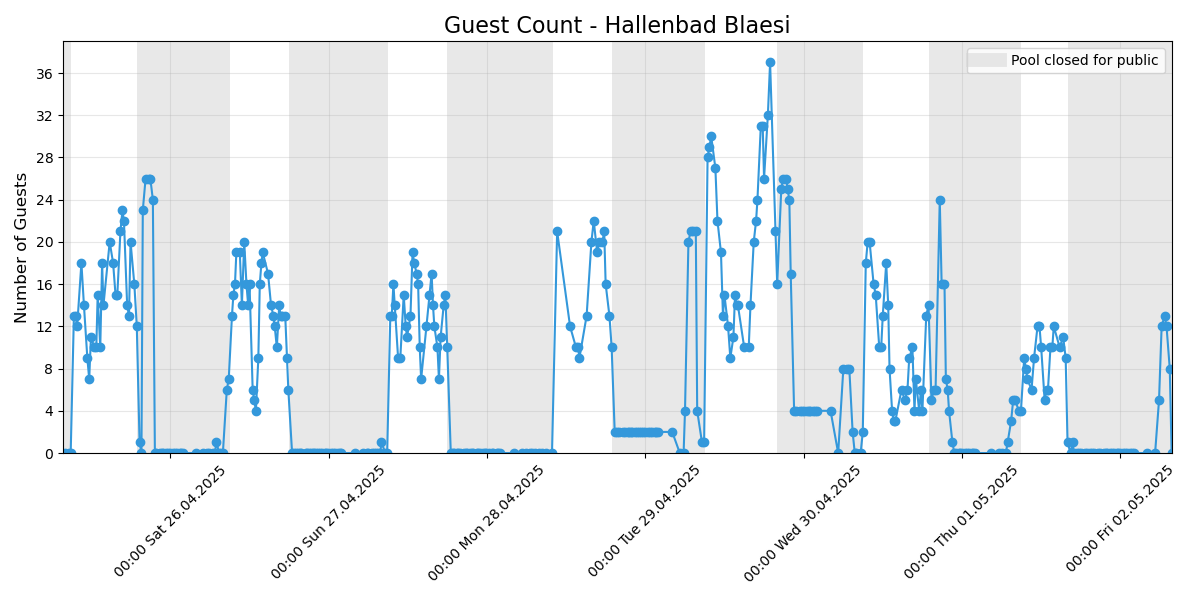 Guest Count - Hallenbad Blaesi
Pool closed for public
Number of Guests
36
32
28
24
20
16
12
8
4
0
00:00 Sat 26.04.2025
00:00 Sun 27.04.2025
00:00 Mon 28.04.2025
00:00 Tue 29.04.2025
00:00 Wed 30.04.2025
00:00 Thu 01.05.2025
00:00 Fri 02.05.2025